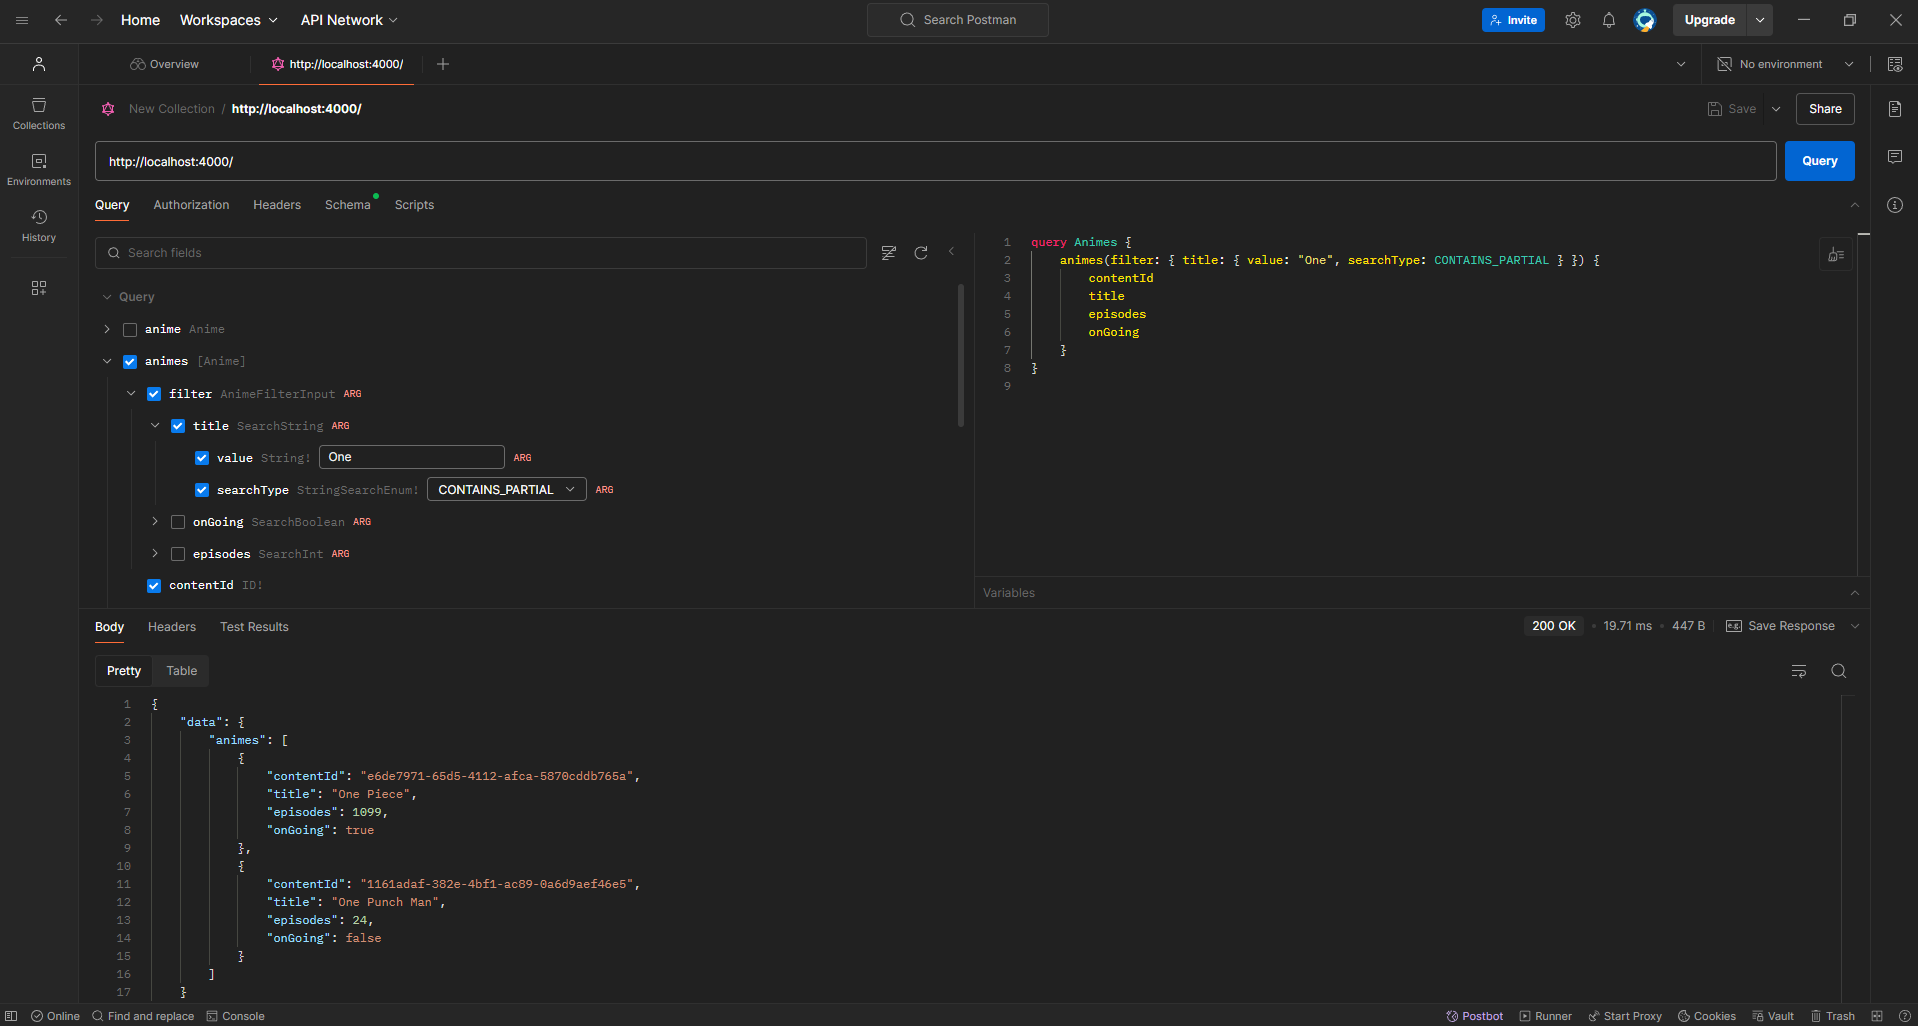 Home Workspaces API Network Search Postman Invite Upgrade
Overview http://localhost:4000/ No environment
New Collection / http://localhost:4000/ Save Share
Collections
http://localhost:4000/ Query
Environments
Query Authorization Headers Schema Scripts
History
Search fields
Query
anime Anime
animes [Anime]
filter AnimeFilterInput ARG
title SearchString ARG
value String! One ARG
searchType StringSearchEnum! CONTAINS_PARTIAL ARG
onGoing SearchBoolean ARG
episodes SearchInt ARG
contentId ID!
1 query Animes {
2 animes(filter: { title: { value: "One", searchType: CONTAINS_PARTIAL } }) {
3 contentId
4 title
5 episodes
6 onGoing
7 }
8 }
9
Variables
Body Headers Test Results 200 OK • 19.71 ms • 447 B e.g. Save Response
Pretty Table
1 {
2 "data": {
3 "animes": [
4 {
5 "contentId": "e6de7971-65d5-4112-afca-5870cddb765a",
6 "title": "One Piece",
7 "episodes": 1099,
8 "onGoing": true
9 },
10 {
11 "contentId": "1161adaf-382e-4bf1-ac89-0a6d9aef46e5",
12 "title": "One Punch Man",
13 "episodes": 24,
14 "onGoing": false
15 }
16 ]
17 }
Online Find and replace Console Postbot Runner Start Proxy Cookies Vault Trash